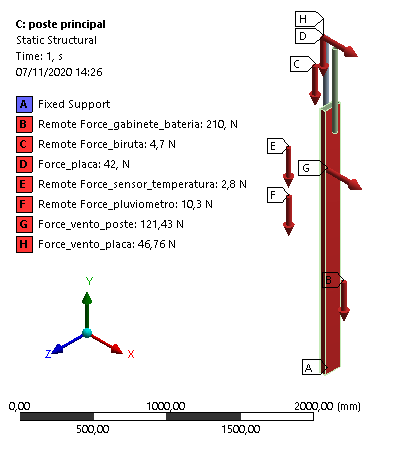 C: poste principal
Static Structural
Time: 1, s
07/11/2020 14:26
A Fixed Support
B Remote Force_gabinete_bateria: 210, N
C Remote Force_biruta: 4,7 N
D Force_placa: 42, N
E Remote Force_sensor_temperatura: 2,8 N
F Remote Force_pluviometro: 10,3 N
G Force_vento_poste: 121,43 N
H Force_vento_placa: 46,76 N
H
D
C
E
G
F
B
A
Y
Z
X
0,00 1000,00 2000,00 (mm)
500,00 1500,00